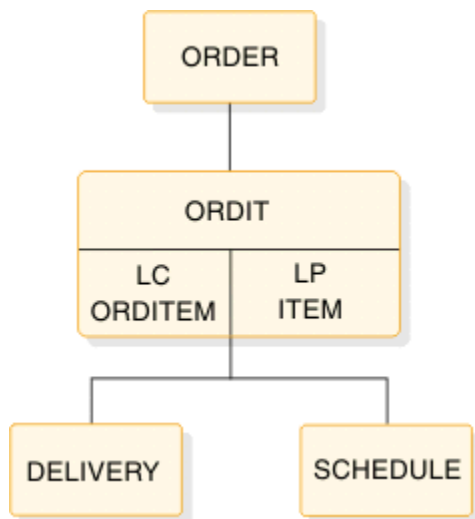 ORDER
ORDIT
LC
ORDITEM
LP
ITEM
DELIVERY
SCHEDULE